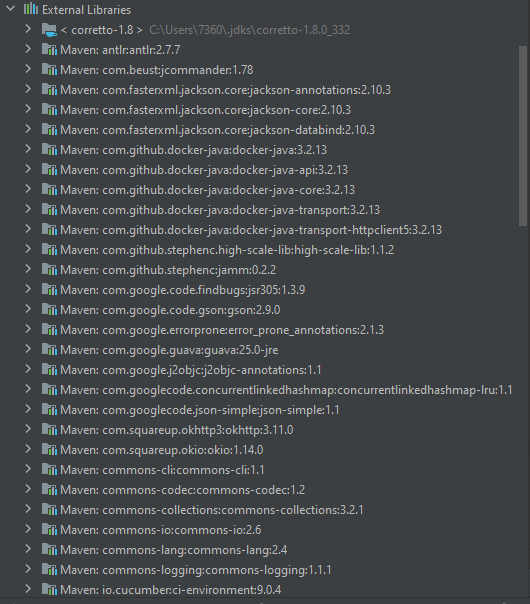 External Libraries
< corretto-1.8 > C:\Users\7360\.jdks\corretto-1.8.0_332
Maven: antlr:antlr:2.7.7
Maven: com.beust:jcommander:1.78
Maven: com.fasterxml.jackson.core:jackson-annotations:2.10.3
Maven: com.fasterxml.jackson.core:jackson-core:2.10.3
Maven: com.fasterxml.jackson.core:jackson-databind:2.10.3
Maven: com.github.docker-java:docker-java:3.2.13
Maven: com.github.docker-java:docker-java-api:3.2.13
Maven: com.github.docker-java:docker-java-core:3.2.13
Maven: com.github.docker-java:docker-java-transport:3.2.13
Maven: com.github.docker-java:docker-java-transport-httpclient5:3.2.13
Maven: com.github.stephenc.high-scale-lib:high-scale-lib:1.1.2
Maven: com.github.stephenc:jamm:0.2.2
Maven: com.google.code.findbugs:jsr305:1.3.9
Maven: com.google.code.gson:gson:2.9.0
Maven: com.google.errorprone:error_prone_annotations:2.1.3
Maven: com.google.guava:guava:25.0-jre
Maven: com.google.j2objc:j2objc-annotations:1.1
Maven: com.googlecode.concurrentlinkedhashmap:concurrentlinkedhashmap-lru:1.1
Maven: com.googlecode.json-simple:json-simple:1.1
Maven: com.squareup.okhttp3:okhttp:3.11.0
Maven: com.squareup.okio:okio:1.14.0
Maven: commons-cli:commons-cli:1.1
Maven: commons-codec:commons-codec:1.2
Maven: commons-collections:commons-collections:3.2.1
Maven: commons-io:commons-io:2.6
Maven: commons-lang:commons-lang:2.4
Maven: commons-logging:commons-logging:1.1.1
Maven: io.cucumber:ci-environment:9.0.4